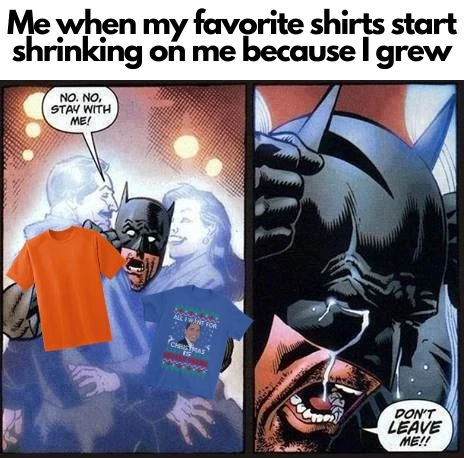 Me when my favorite shirts start
shrinking on me because I grew
NO. NO,
STAY WITH
ME!
ALL I WANT FOR
CHRISTMAS
IS
DON'T
LEAVE
ME!!